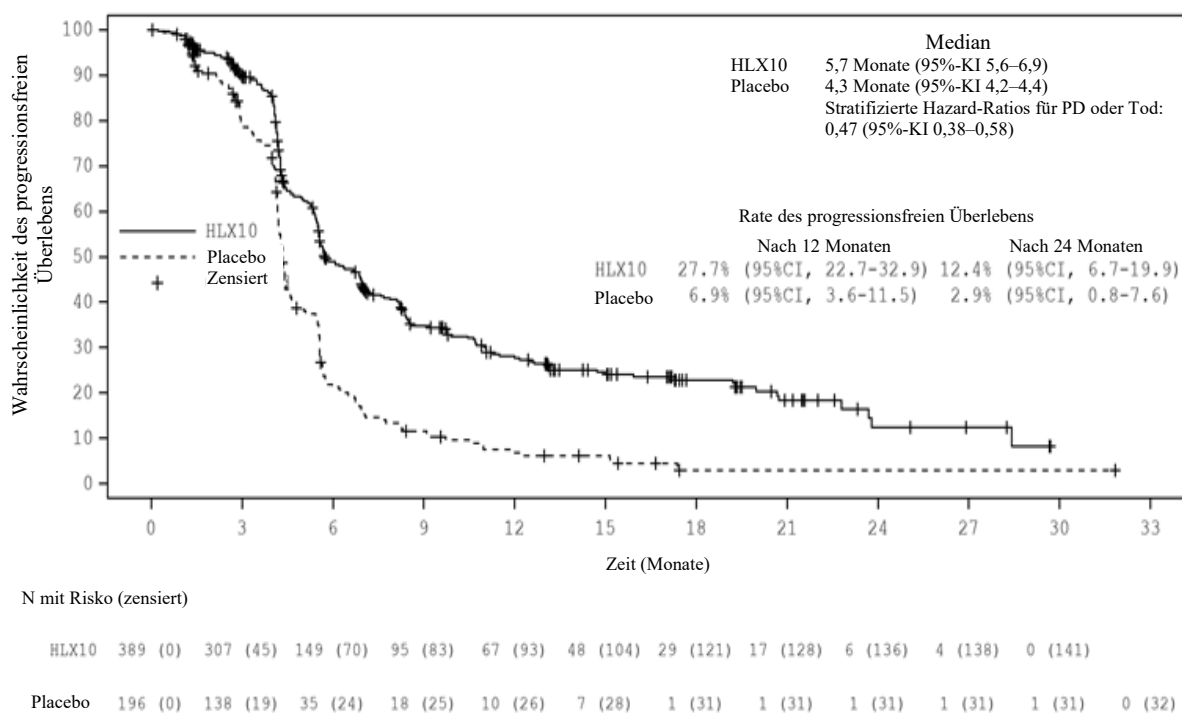 Wahrscheinlichkeit des progressionsfreien
Überlebens
100
90
80
70
60
50
40
30
20
10
0
Median
HLX10 5,7 Monate (95%-KI 5,6–6,9)
Placebo 4,3 Monate (95%-KI 4,2–4,4)
Stratifizierte Hazard-Ratios für PD oder Tod:
0,47 (95%-KI 0,38–0,58)
HLX10
Placebo
Zensiert
Rate des progressionsfreien Überlebens
Nach 12 Monaten Nach 24 Monaten
HLX10 27.7% (95%CI, 22.7-32.9) 12.4% (95%CI, 6.7-19.9)
Placebo 6.9% (95%CI, 3.6-11.5) 2.9% (95%CI, 0.8-7.6)
0 3 6 9 12 15 18 21 24 27 30 33
Zeit (Monate)
N mit Risko (zensiert)
HLX10 389 (0) 307 (45) 149 (70) 95 (83) 67 (93) 48 (104) 29 (121) 17 (128) 6 (136) 4 (138) 0 (141)
Placebo 196 (0) 138 (19) 35 (24) 18 (25) 10 (26) 7 (28) 1 (31) 1 (31) 1 (31) 1 (31) 1 (31) 0 (32)